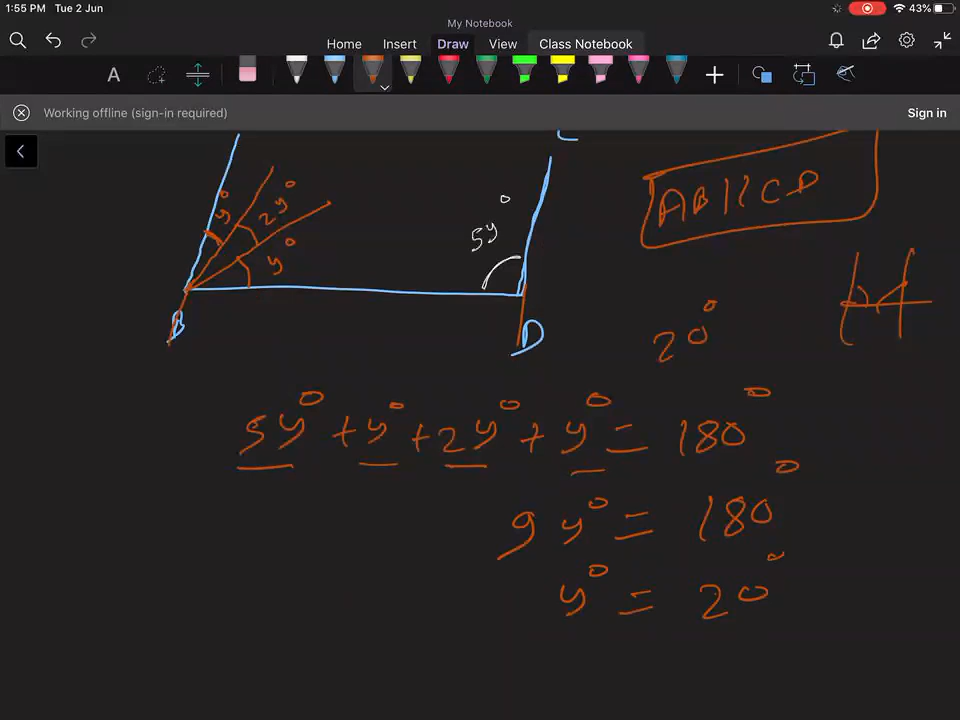 1:55 PM Tue 2 Jun
43%
My Notebook
Home Insert Draw View Class Notebook
A
Working offline (sign-in required)
Sign in
C
AB || CD
y° 2y° y°
5y°
B
D
20°
5y° + y° + 2y° + y° = 180°
9y° = 180°
y° = 20°